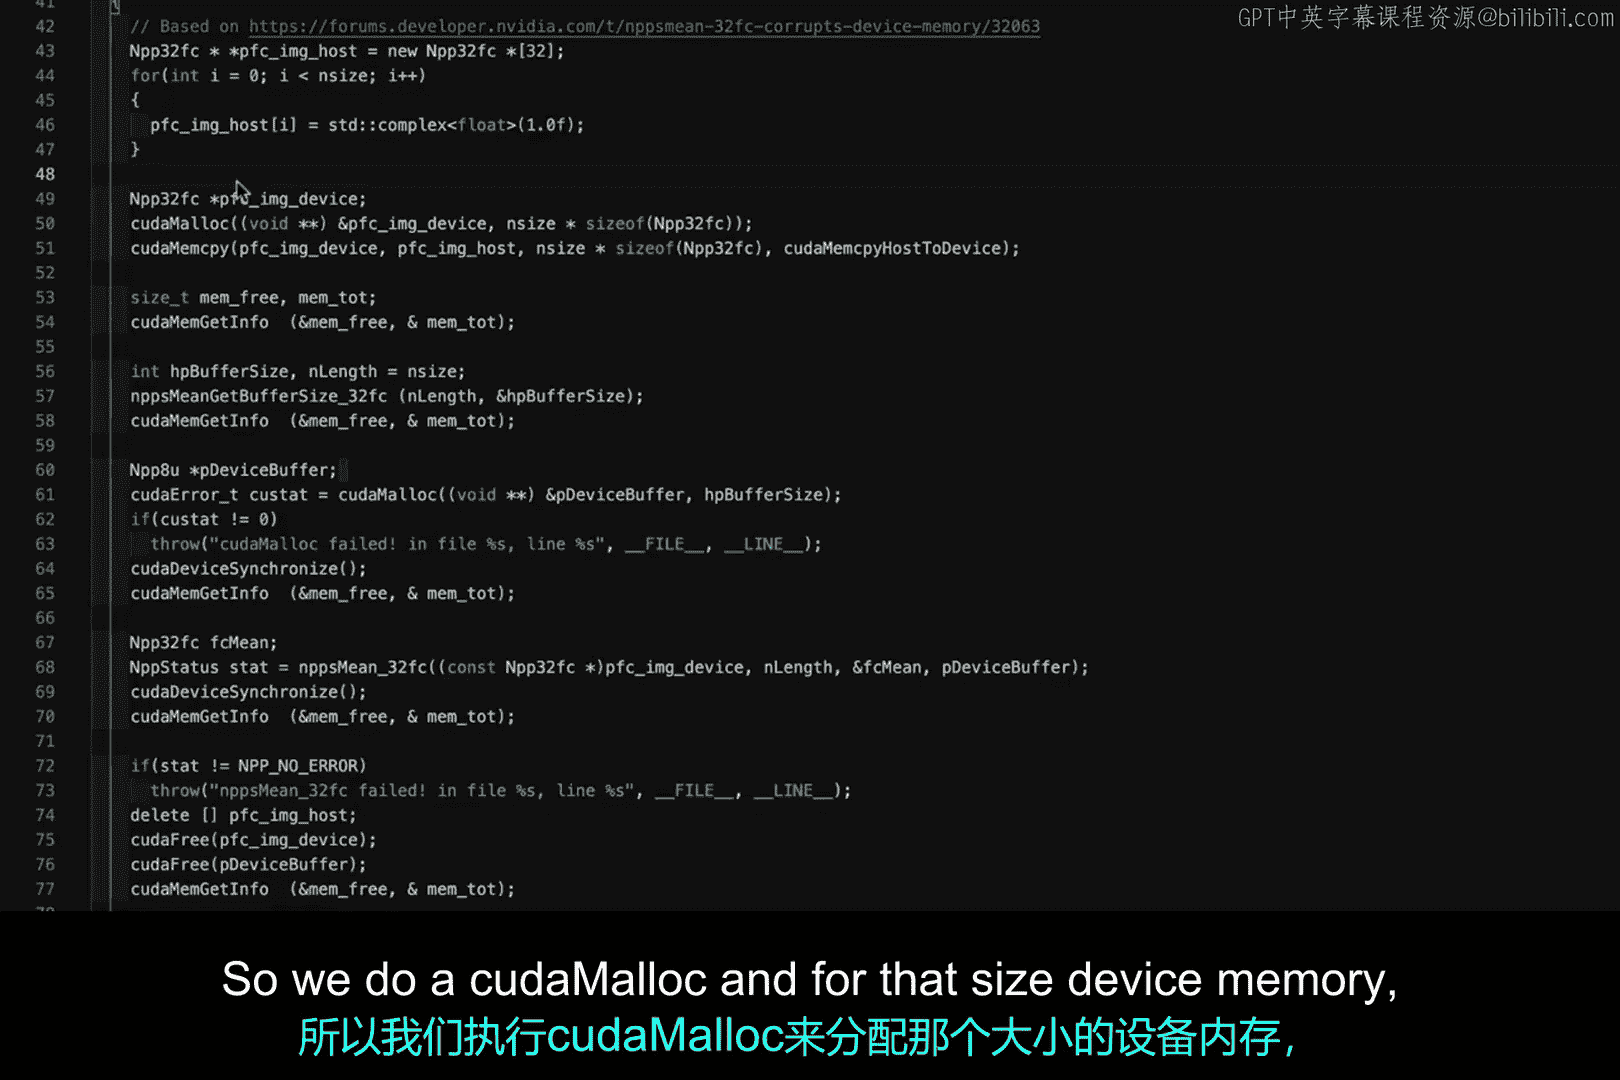 GPT中英字幕课程资源@bilibili.com
41 {
42 // Based on https://forums.developer.nvidia.com/t/nppsmean-32fc-corrupts-device-memory/32063
43 Npp32fc * *pfc_img_host = new Npp32fc *[32];
44 for(int i = 0; i < nsize; i++)
45 {
46 pfc_img_host[i] = std::complex<float>(1.0f);
47 }
48
49 Npp32fc *pfc_img_device;
50 cudaMalloc((void **) &pfc_img_device, nsize * sizeof(Npp32fc));
51 cudaMemcpy(pfc_img_device, pfc_img_host, nsize * sizeof(Npp32fc), cudaMemcpyHostToDevice);
52
53 size_t mem_free, mem_tot;
54 cudaMemGetInfo  (&mem_free, & mem_tot);
55
56 int hpBufferSize, nLength = nsize;
57 nppsMeanGetBufferSize_32fc (nLength, &hpBufferSize);
58 cudaMemGetInfo  (&mem_free, & mem_tot);
59
60 Npp8u *pDeviceBuffer;
61 cudaError_t custat = cudaMalloc((void **) &pDeviceBuffer, hpBufferSize);
62 if(custat != 0)
63 throw("cudaMalloc failed! in file %s, line %s", __FILE__, __LINE__);
64 cudaDeviceSynchronize();
65 cudaMemGetInfo  (&mem_free, & mem_tot);
66
67 Npp32fc fcMean;
68 NppStatus stat = nppsMean_32fc((const Npp32fc *)pfc_img_device, nLength, &fcMean, pDeviceBuffer);
69 cudaDeviceSynchronize();
70 cudaMemGetInfo  (&mem_free, & mem_tot);
71
72 if(stat != NPP_NO_ERROR)
73 throw("nppsMean_32fc failed! in file %s, line %s", __FILE__, __LINE__);
74 delete [] pfc_img_host;
75 cudaFree(pfc_img_device);
76 cudaFree(pDeviceBuffer);
77 cudaMemGetInfo  (&mem_free, & mem_tot);
So we do a cudaMalloc and for that size device memory,
所以我们执行cudaMalloc来分配那个大小的设备内存，